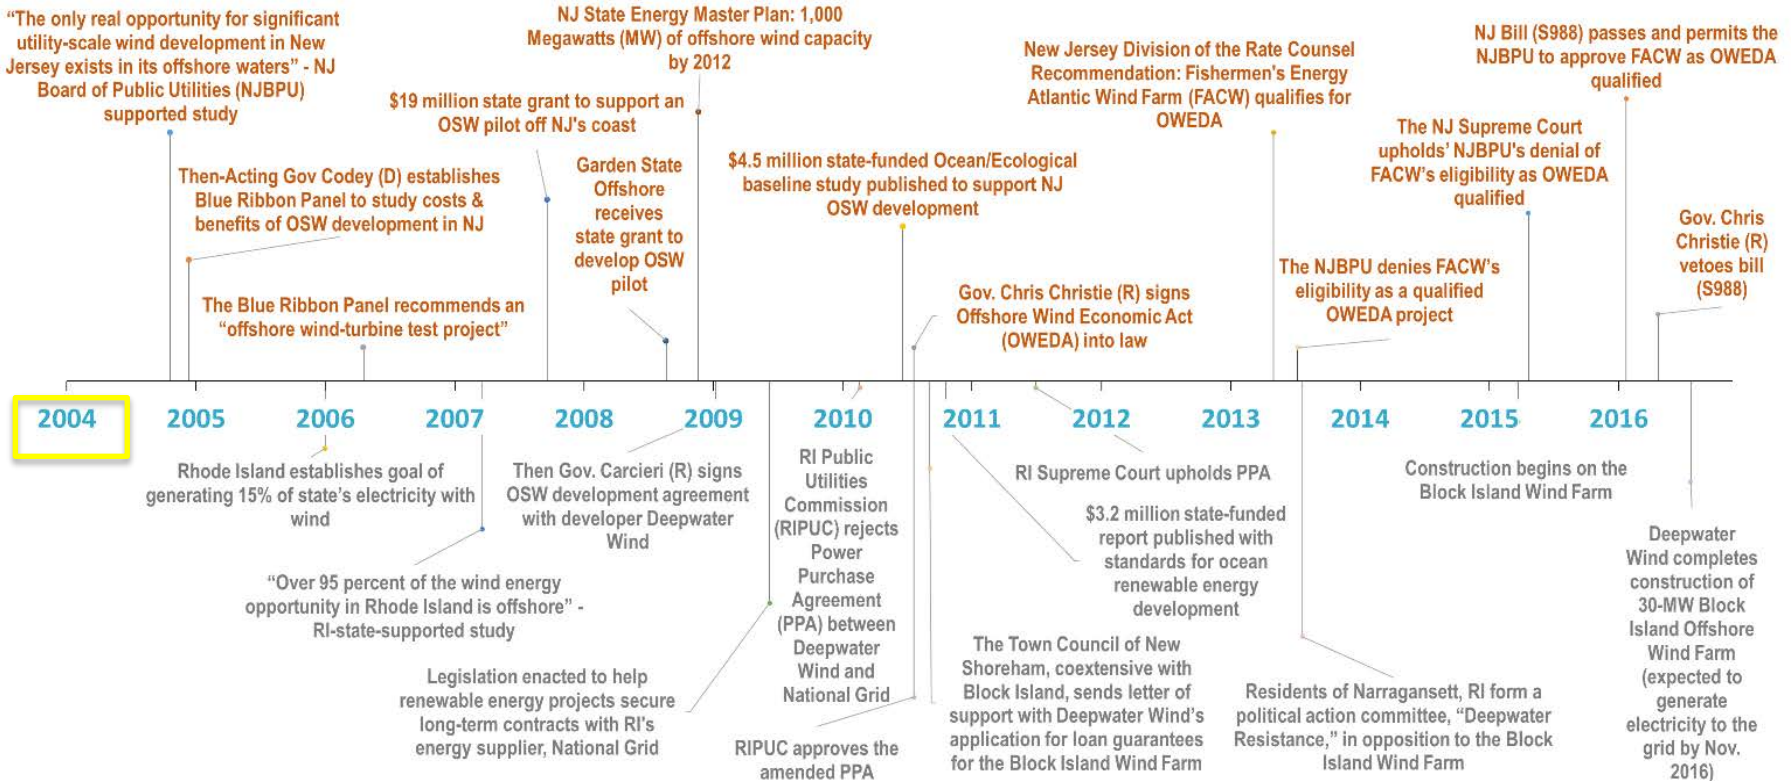 “The only real opportunity for significant
utility-scale wind development in New
Jersey exists in its offshore waters” - NJ
Board of Public Utilities (NJBPU)
supported study
Then-Acting Gov Codey (D) establishes
Blue Ribbon Panel to study costs &
benefits of OSW development in NJ
The Blue Ribbon Panel recommends an
“offshore wind-turbine test project”
$19 million state grant to support an
OSW pilot off NJ's coast
Garden State
Offshore
receives
state grant to
develop OSW
pilot
NJ State Energy Master Plan: 1,000
Megawatts (MW) of offshore wind capacity
by 2012
$4.5 million state-funded Ocean/Ecological
baseline study published to support NJ
OSW development
Gov. Chris Christie (R) signs
Offshore Wind Economic Act
(OWEDA) into law
New Jersey Division of the Rate Counsel
Recommendation: Fishermen's Energy
Atlantic Wind Farm (FACW) qualifies for
OWEDA
The NJBPU denies FACW’s
eligibility as a qualified
OWEDA project
The NJ Supreme Court
upholds’ NJBPU's denial of
FACW’s eligibility as OWEDA
qualified
NJ Bill (S988) passes and permits the
NJBPU to approve FACW as OWEDA
qualified
Gov. Chris
Christie (R)
vetoes bill
(S988)
2004
2005
2006
2007
2008
2009
2010
2011
2012
2013
2014
2015
2016
Rhode Island establishes goal of
generating 15% of state’s electricity with
wind
“Over 95 percent of the wind energy
opportunity in Rhode Island is offshore” -
RI-state-supported study
Then Gov. Carcieri (R) signs
OSW development agreement
with developer Deepwater
Wind
Legislation enacted to help
renewable energy projects secure
long-term contracts with RI's
energy supplier, National Grid
RI Public
Utilities
Commission
(RIPUC) rejects
Power
Purchase
Agreement
(PPA) between
Deepwater
Wind and
National Grid
RIPUC approves the
amended PPA
The Town Council of New
Shoreham, coextensive with
Block Island, sends letter of
support with Deepwater Wind’s
application for loan guarantees
for the Block Island Wind Farm
$3.2 million state-funded
report published with
standards for ocean
renewable energy
development
RI Supreme Court upholds PPA
Residents of Narragansett, RI form a
political action committee, “Deepwater
Resistance,” in opposition to the Block
Island Wind Farm
Construction begins on the
Block Island Wind Farm
Deepwater
Wind completes
construction of
30-MW Block
Island Offshore
Wind Farm
(expected to
generate
electricity to the
grid by Nov.
2016)